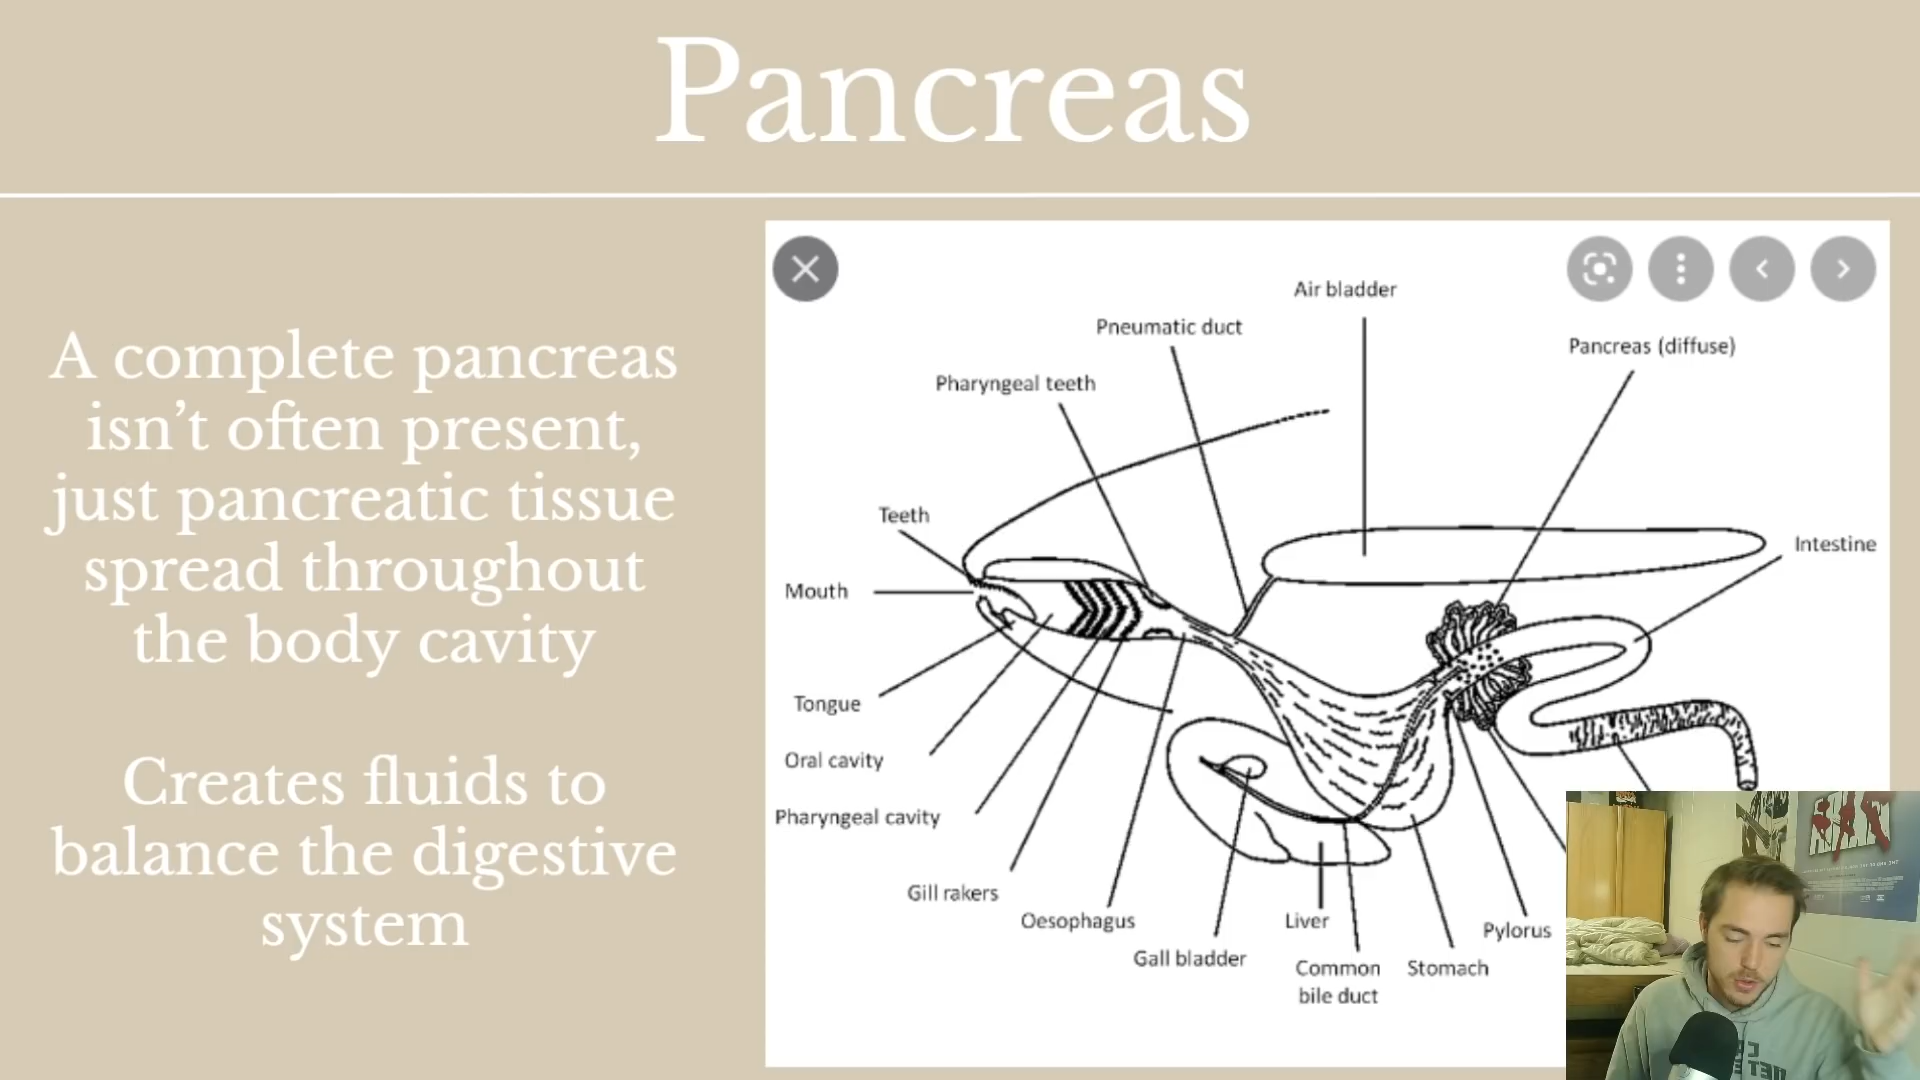 Pancreas
A complete pancreas
isn’t often present,
just pancreatic tissue
spread throughout
the body cavity
Creates fluids to
balance the digestive
system
Air bladder
Pneumatic duct
Pancreas (diffuse)
Pharyngeal teeth
Teeth
Intestine
Mouth
Tongue
Oral cavity
Pharyngeal cavity
Gill rakers
Oesophagus
Liver
Pylorus
Gall bladder
Common
bile duct
Stomach